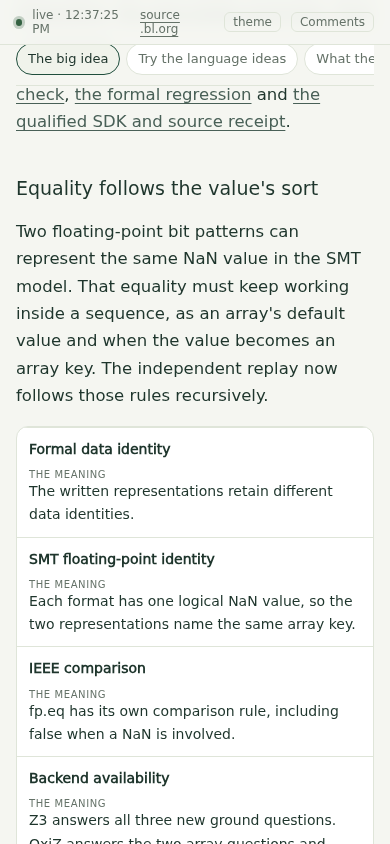 live · 12:37:25 PM
source.bl.org
theme
Comments
The big idea
Try the language ideas
What the
check, the formal regression and the
qualified SDK and source receipt.
Equality follows the value's sort
Two floating-point bit patterns can
represent the same NaN value in the SMT
model. That equality must keep working
inside a sequence, as an array's default
value and when the value becomes an
array key. The independent replay now
follows those rules recursively.
Formal data identity
THE MEANING
The written representations retain different
data identities.
SMT floating-point identity
THE MEANING
Each format has one logical NaN value, so the
two representations name the same array key.
IEEE comparison
THE MEANING
fp.eq has its own comparison rule, including
false when a NaN is involved.
Backend availability
THE MEANING
Z3 answers all three new ground questions.
OxiZ answers the two array questions and